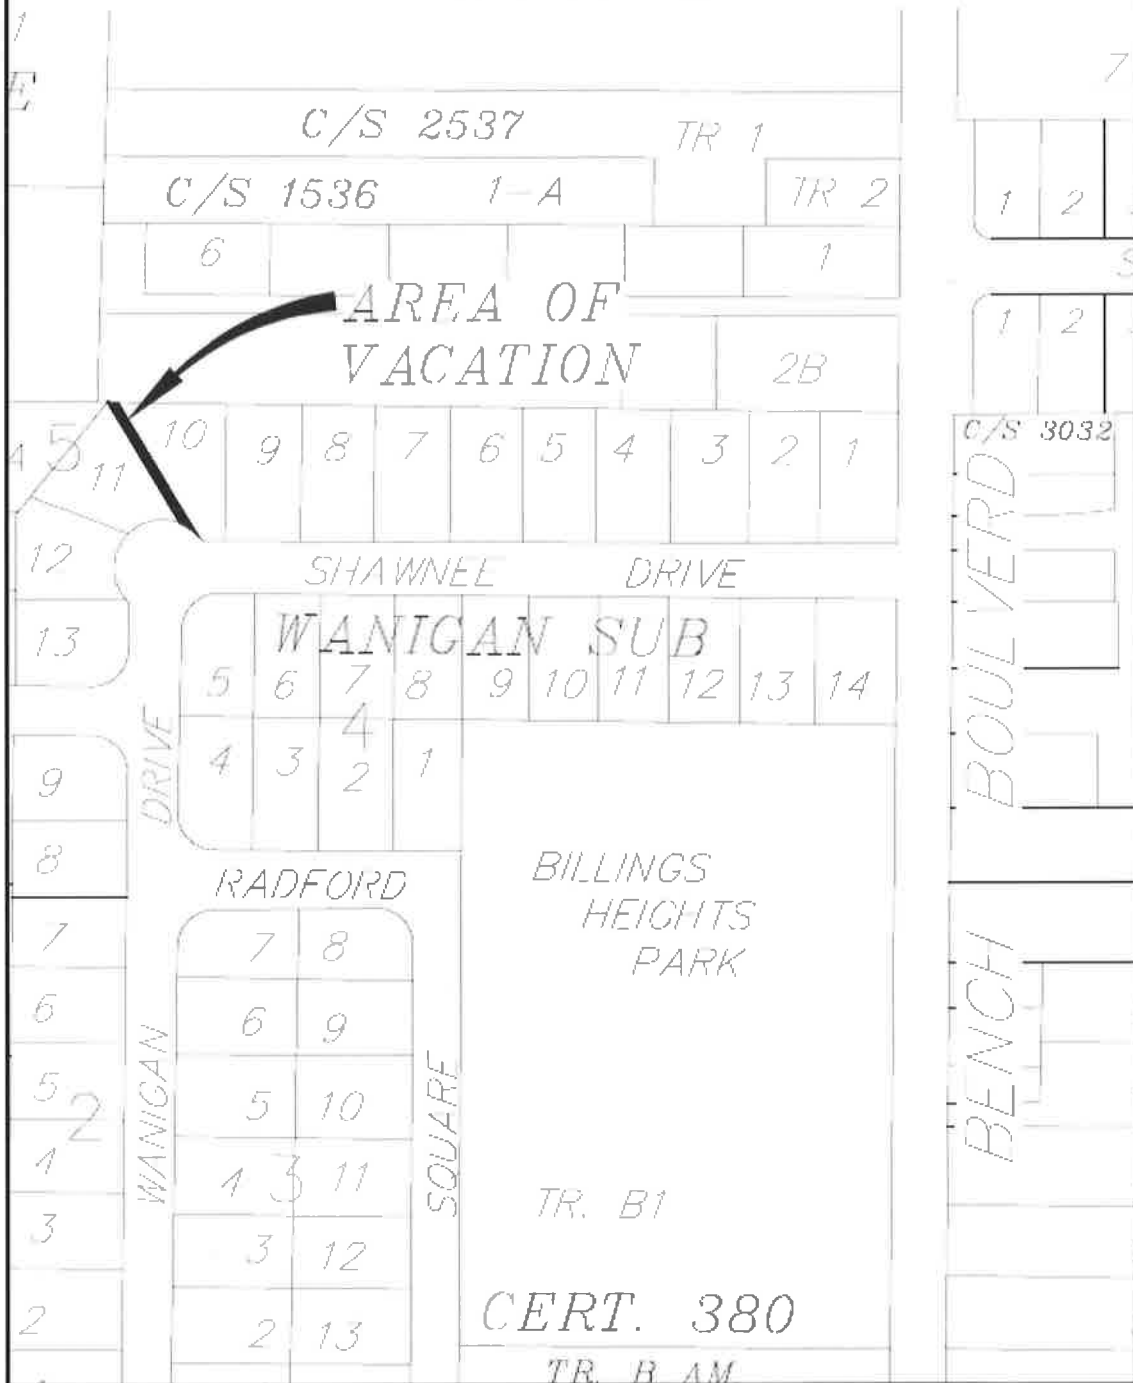 1
E
7
C/S 2537 TR 1
C/S 1536 1-A TR 2
1 2
6 1
S
AREA OF
VACATION
2B
1 2
C/S 3032
5
4 11 10 9 8 7 6 5 4 3 2 1
12
SHAWNEE DRIVE
13
WANIGAN SUB
5 6 7 8 9 10 11 12 13 14
4
4 3 2 1
DRIVE
BOULVERD
9
8
RADFORD
BILLINGS
HEIGHTS
PARK
7
7 8
6
6 9
5
2
5 10
WANIGAN
SQUARE
BENCH
4
4 3 11
TR. B1
3
3 12
2
2 13
CERT. 380
TR. B AM